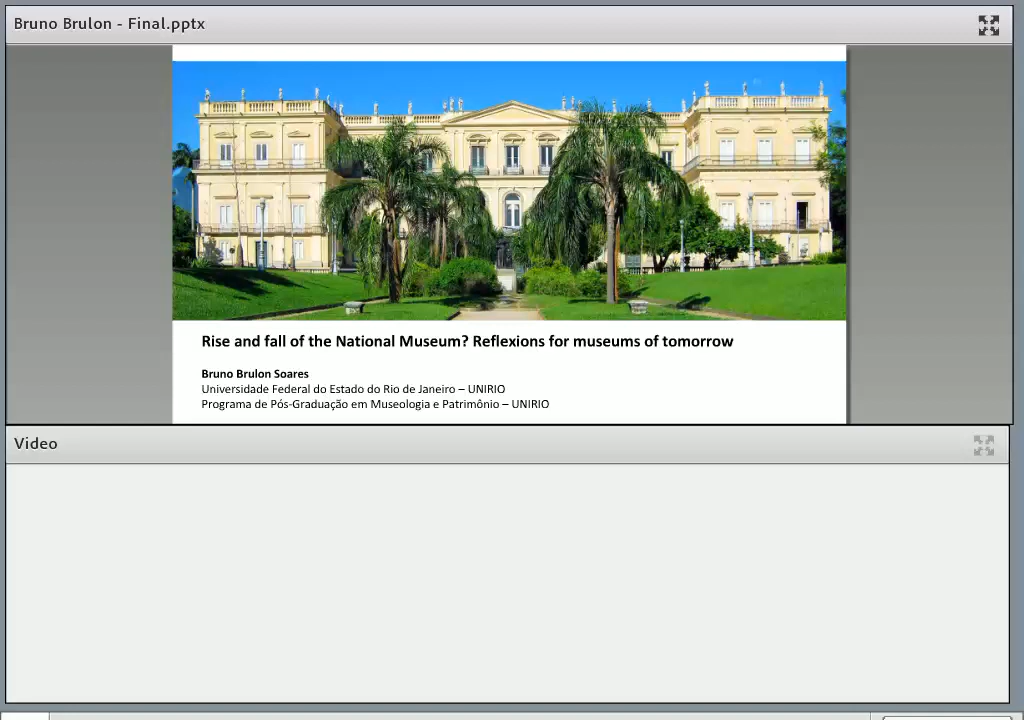 Bruno Brulon - Final.pptx
Rise and fall of the National Museum? Reflexions for museums of tomorrow
Bruno Brulon Soares
Universidade Federal do Estado do Rio de Janeiro – UNIRIO
Programa de Pós-Graduação em Museologia e Patrimônio – UNIRIO
Video